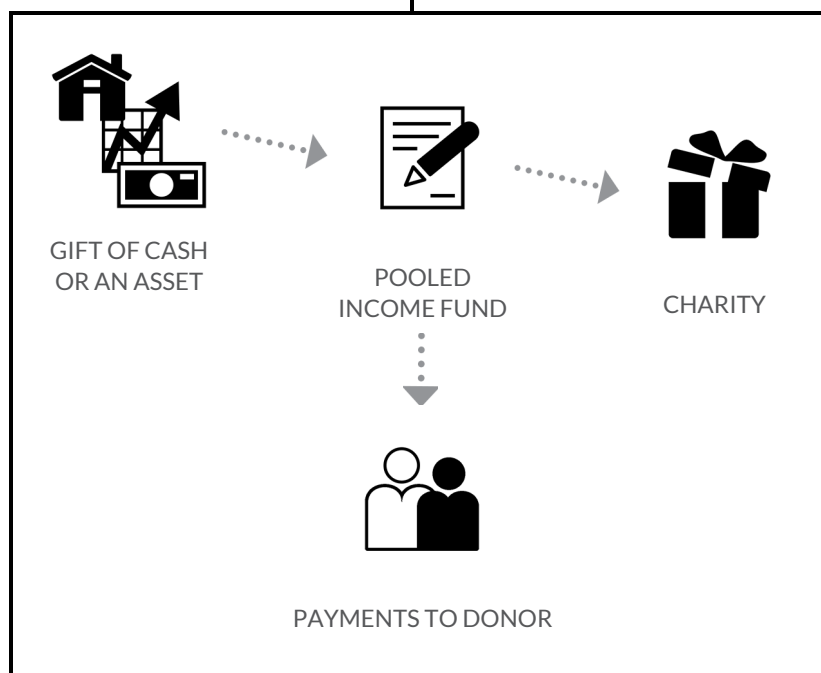 GIFT OF CASH
OR AN ASSET
POOLED
INCOME FUND
CHARITY
PAYMENTS TO DONOR